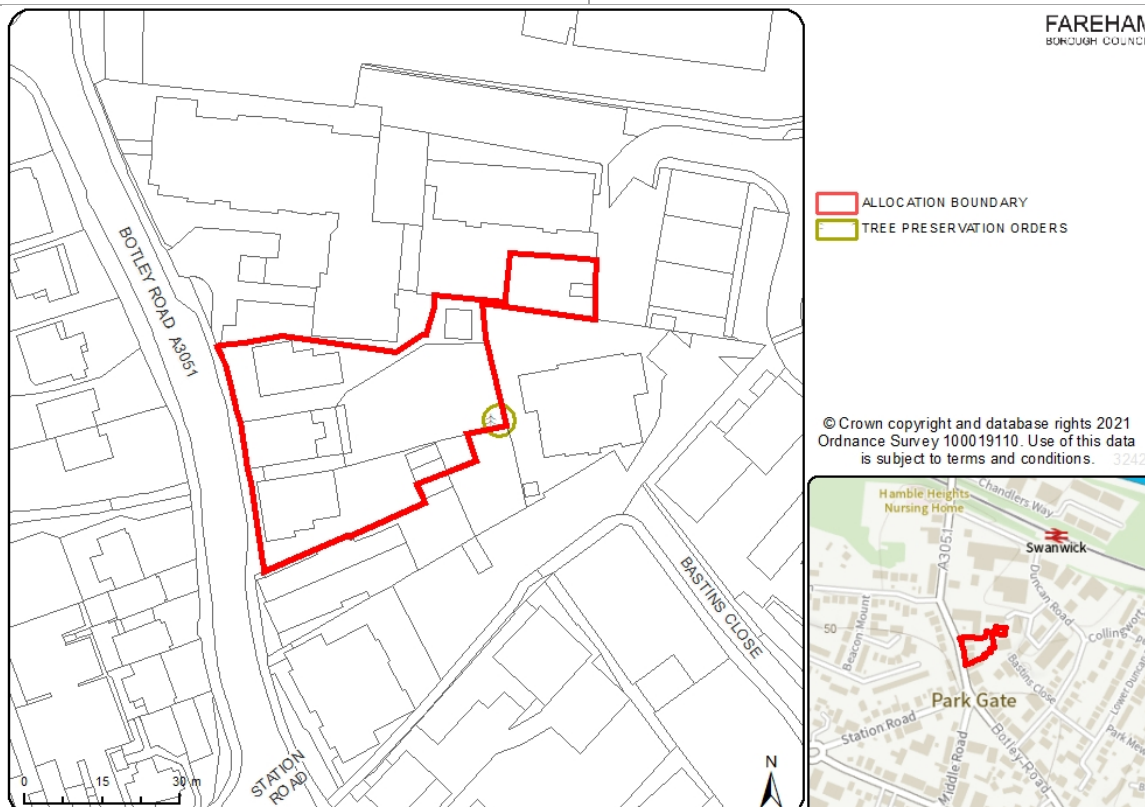 FAREHAM
BOROUGH COUNCIL
ALLOCATION BOUNDARY
TREE PRESERVATION ORDERS
BOTLEY ROAD A3051
BASTINS CLOSE
STATION
ROAD
0 15 30 m
N
© Crown copyright and database rights 2021
Ordnance Survey 100019110. Use of this data
is subject to terms and conditions. 3242
Hamble Heights
Nursing Home
Chandlers Way
A3051
Swanwick
Duncan Road
Beacon Mount
50
Bastins Close
Park Gate
Station Road
Middle Road
Botley Road